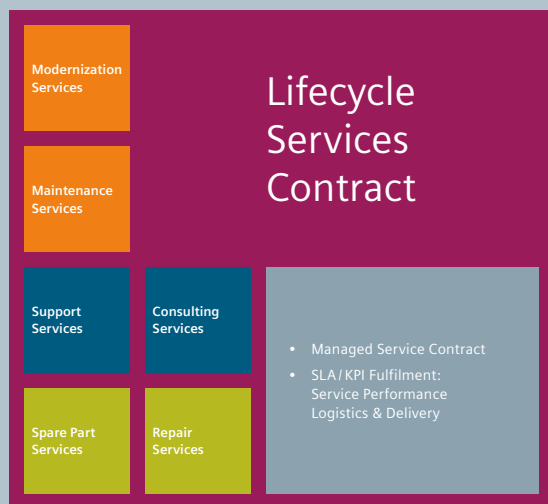 Modernization
Services
Lifecycle
Services
Contract
Maintenance
Services
Support
Services
Consulting
Services
• Managed Service Contract
• SLA/KPI Fulfilment:
Service Performance
Logistics & Delivery
Spare Part
Services
Repair
Services